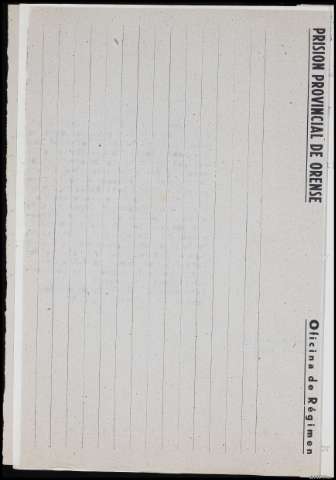 PRISION PROVINCIAL DE ORENSE
Oficina de Régimen